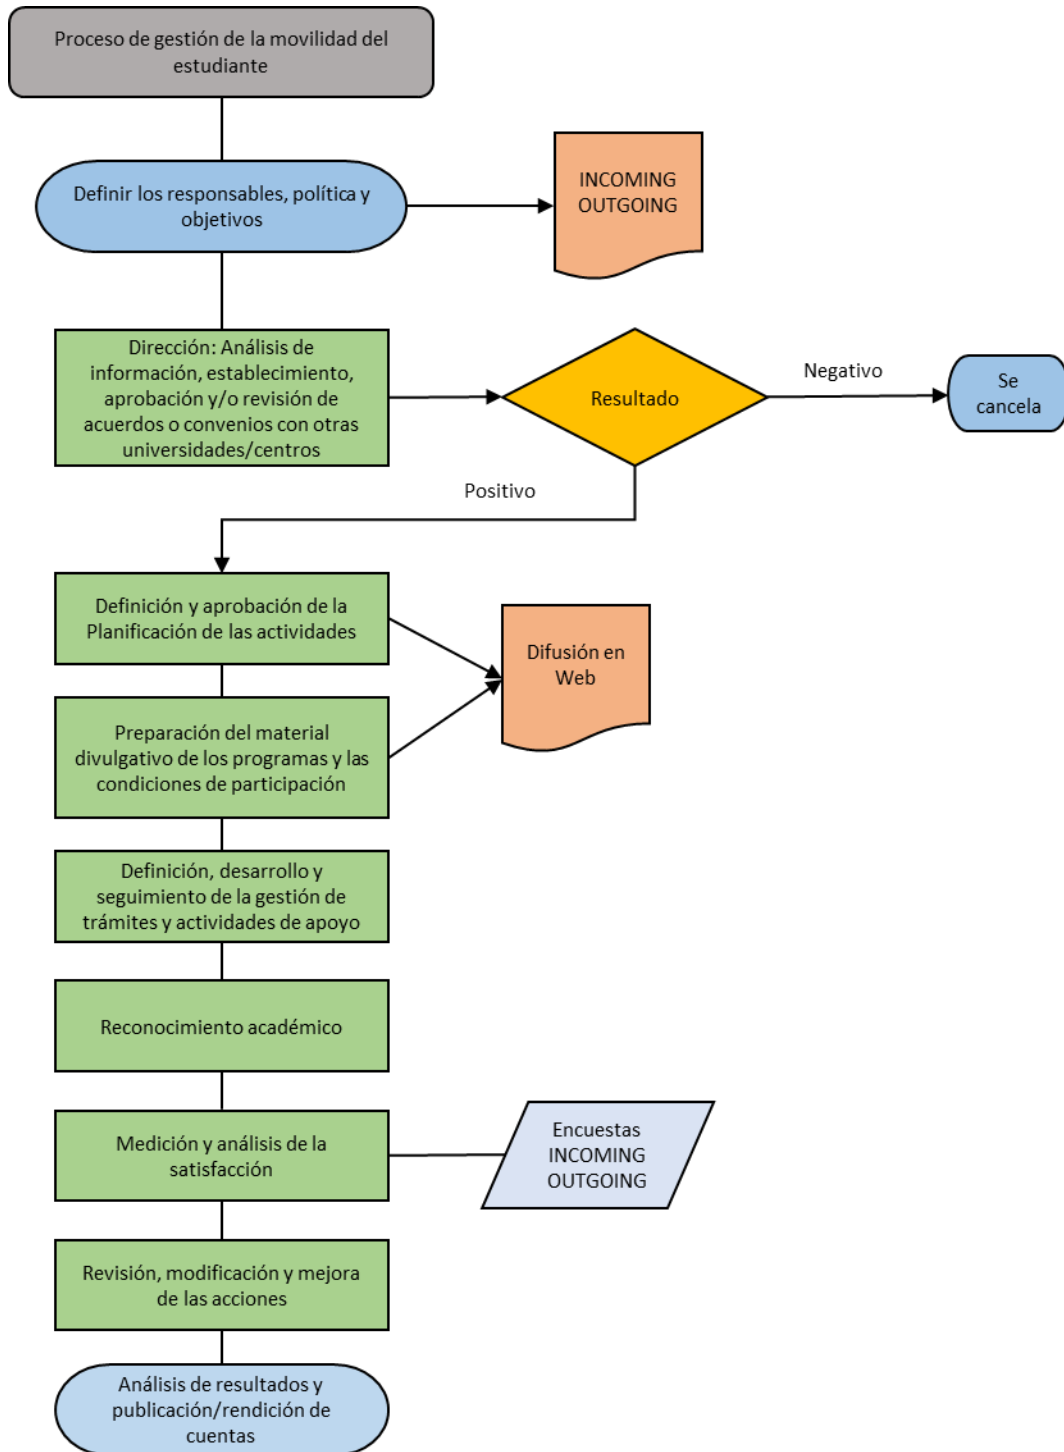 Proceso de gestión de la movilidad del
estudiante
Definir los responsables, política y
objetivos
INCOMING
OUTGOING
Dirección: Análisis de
información, establecimiento,
aprobación y/o revisión de
acuerdos o convenios con otras
universidades/centros
Resultado
Negativo
Se
cancela
Positivo
Definición y aprobación de la
Planificación de las actividades
Difusión en
Web
Preparación del material
divulgativo de los programas y las
condiciones de participación
Definición, desarrollo y
seguimiento de la gestión de
trámites y actividades de apoyo
Reconocimiento académico
Medición y análisis de la
satisfacción
Encuestas
INCOMING
OUTGOING
Revisión, modificación y mejora
de las acciones
Análisis de resultados y
publicación/rendición de
cuentas